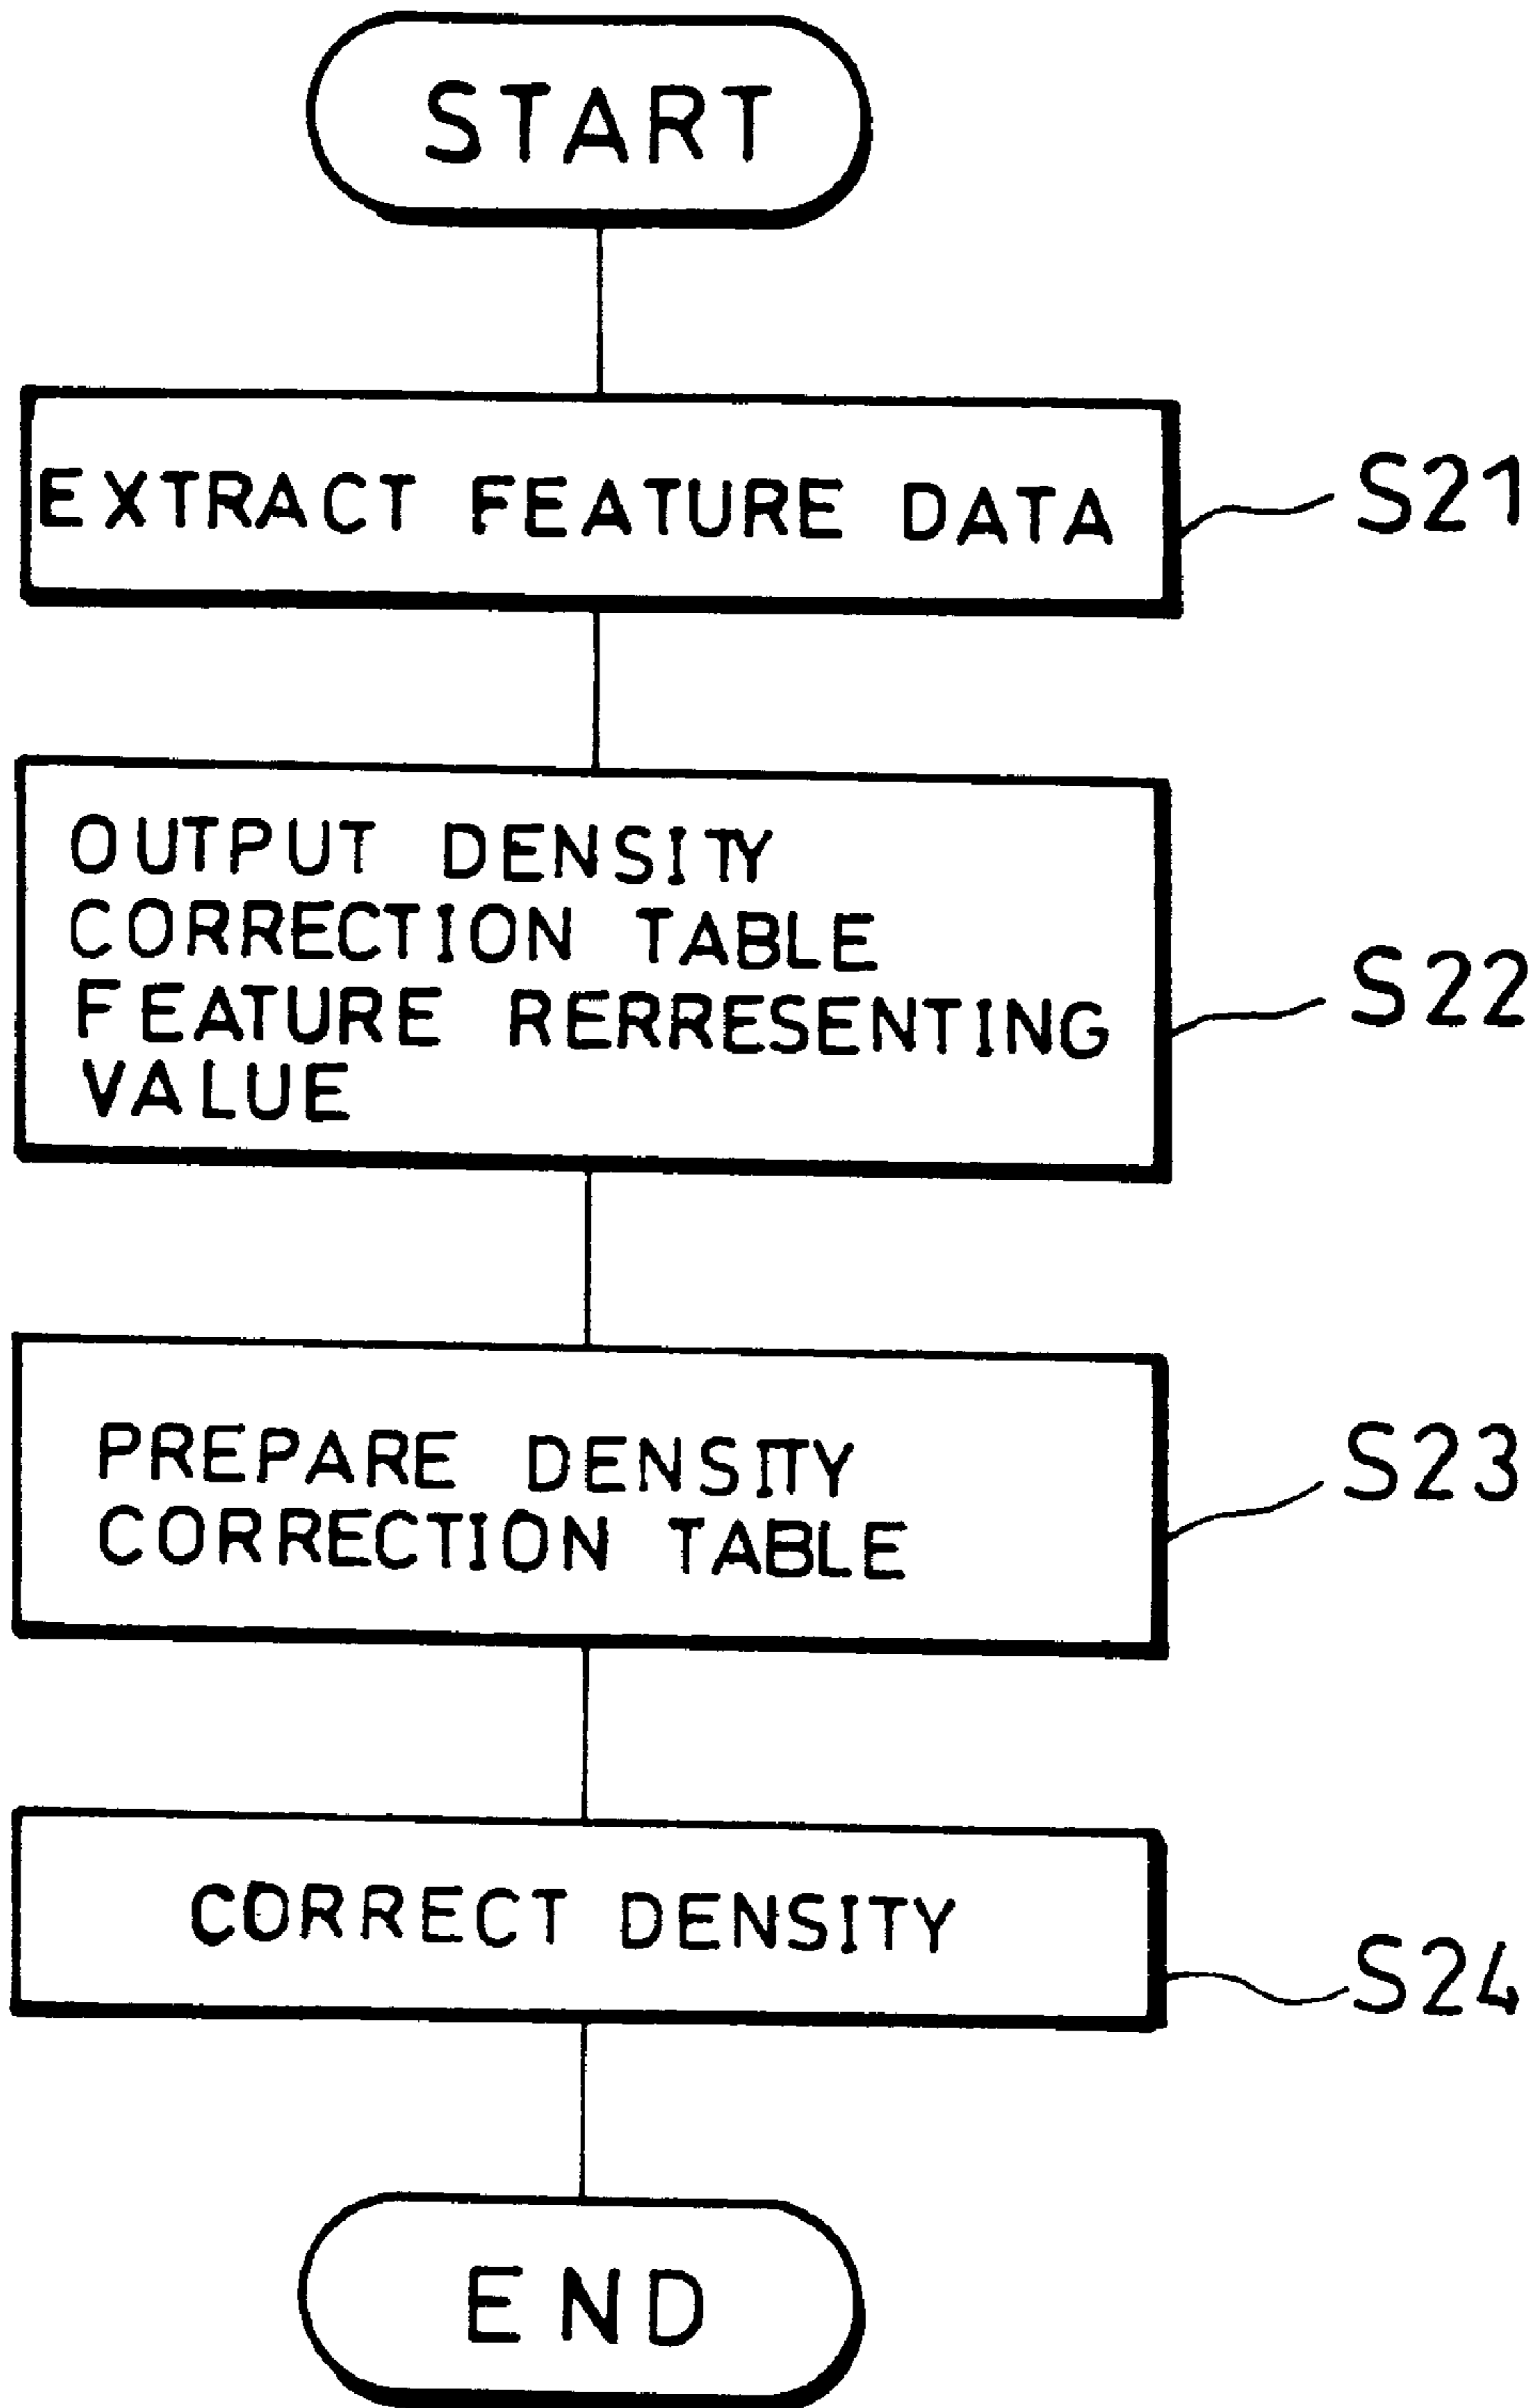 START
EXTRACT FEATURE DATA
S21
OUTPUT DENSITY
CORRECTION TABLE
FEATURE RERRESENTING
VALUE
S22
PREPARE DENSITY
CORRECTION TABLE
S23
CORRECT DENSITY
S24
END